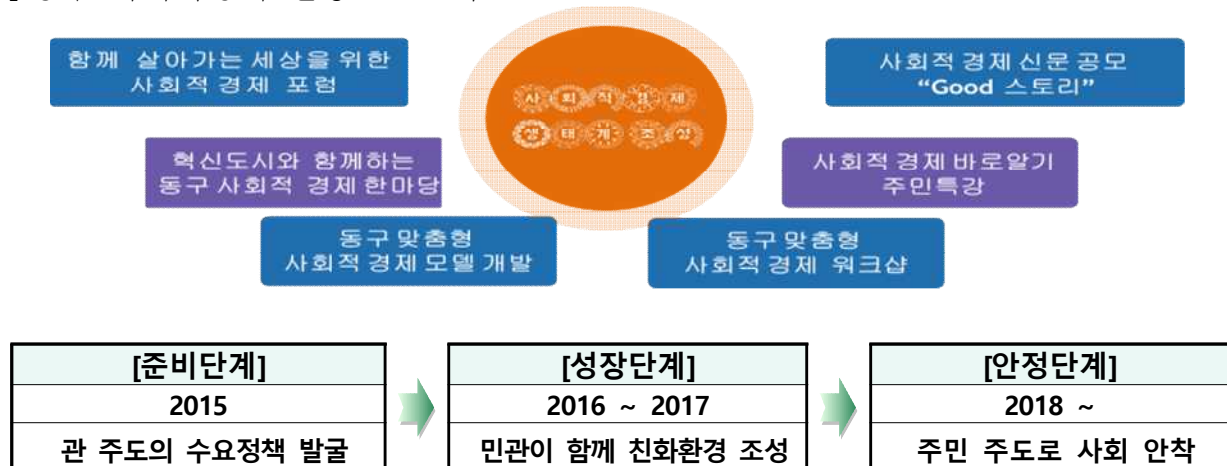 함께 살아가는 세상을 위한
사회적 경제 포럼
사회적경제
생태계조성
사회적 경제 신문 공모
“Good 스토리”
혁신도시와 함께하는
동구 사회적 경제 한마당
사회적 경제 바로알기
주민특강
동구 맞춤형
사회적 경제 모델 개발
동구 맞춤형
사회적 경제 워크샵
[준비단계]
2015
관 주도의 수요정책 발굴
[성장단계]
2016 ~ 2017
민관이 함께 친화환경 조성
[안정단계]
2018 ~
주민 주도로 사회 안착